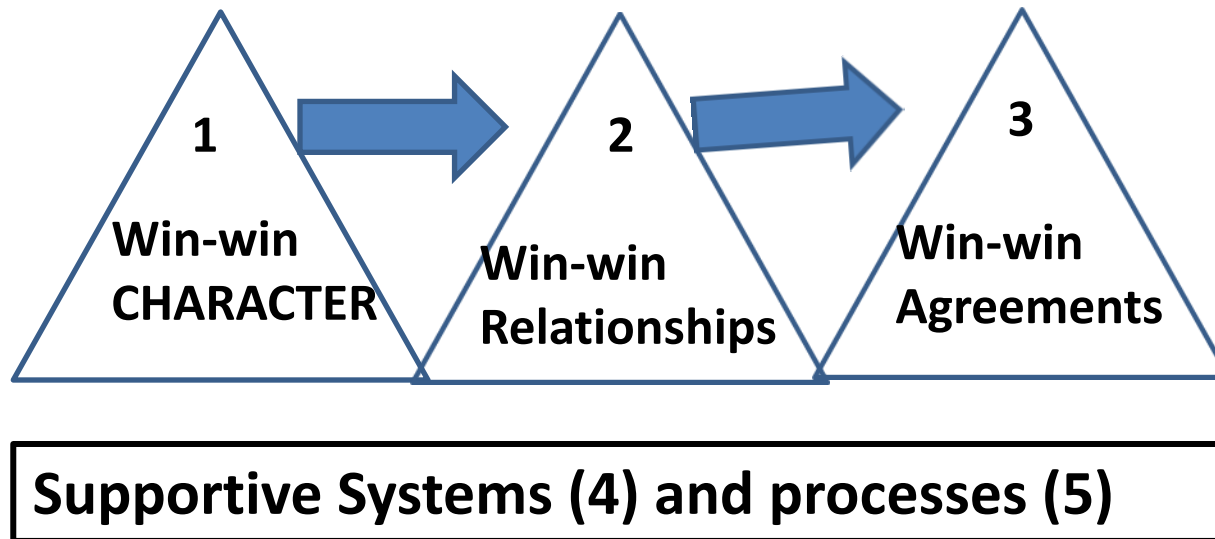 1
Win-win
CHARACTER
2
Win-win
Relationships
3
Win-win
Agreements
Supportive Systems (4) and processes (5)